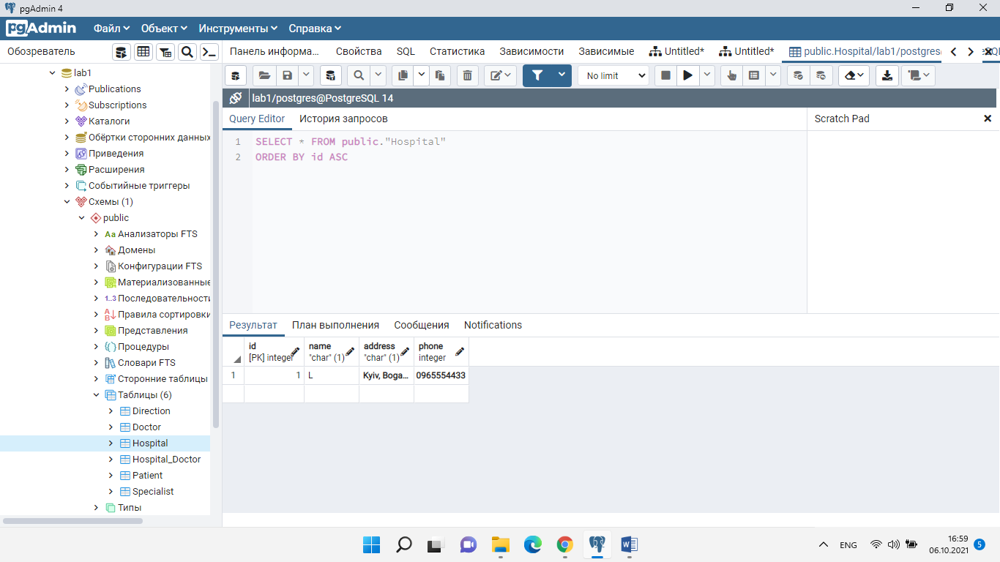 pgAdmin 4
pgAdmin Файл Объект Инструменты Справка
Обозреватель
Панель информа... Свойства SQL Статистика Зависимости Зависимые Untitled* Untitled* public.Hospital/lab1/postgres
No limit
lab1/postgres@PostgreSQL 14
Query Editor История запросов
Scratch Pad
1 SELECT * FROM public."Hospital"
2 ORDER BY id ASC
lab1
Publications
Subscriptions
Каталоги
Обёртки сторонних данных
Приведения
Расширения
Событийные триггеры
Схемы (1)
public
Aa Анализаторы FTS
Домены
Конфигурации FTS
Материализованные
1..3 Последовательности
Правила сортировки
Представления
Процедуры
Словари FTS
Сторонние таблицы
Таблицы (6)
Direction
Doctor
Hospital
Hospital_Doctor
Patient
Specialist
Типы
Результат План выполнения Сообщения Notifications
id name address phone
[PK] integer "char" (1) "char" (1) integer
1 1 L Kyiv, Boga... 0965554433
ENG 16:59 5
06.10.2021